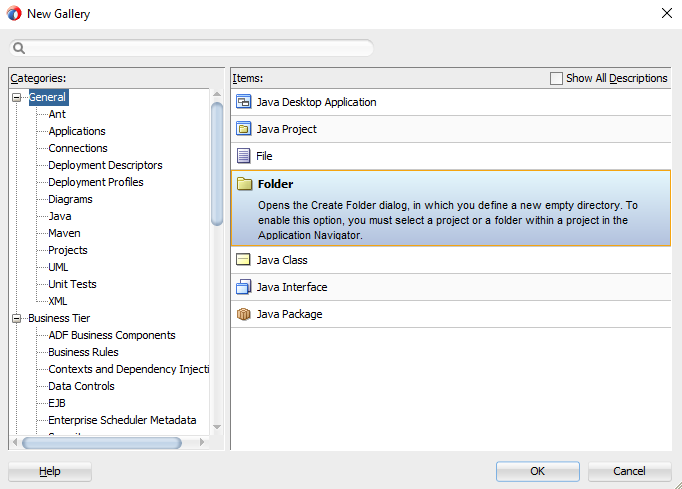 New Gallery
Categories:
General
Ant
Applications
Connections
Deployment Descriptors
Deployment Profiles
Diagrams
Java
Maven
Projects
UML
Unit Tests
XML
Business Tier
ADF Business Components
Business Rules
Contexts and Dependency Injecti
Data Controls
EJB
Enterprise Scheduler Metadata
Items:
Show All Descriptions
Java Desktop Application
Java Project
File
Folder
Opens the Create Folder dialog, in which you define a new empty directory. To
enable this option, you must select a project or a folder within a project in the
Application Navigator.
Java Class
Java Interface
Java Package
Help
OK
Cancel